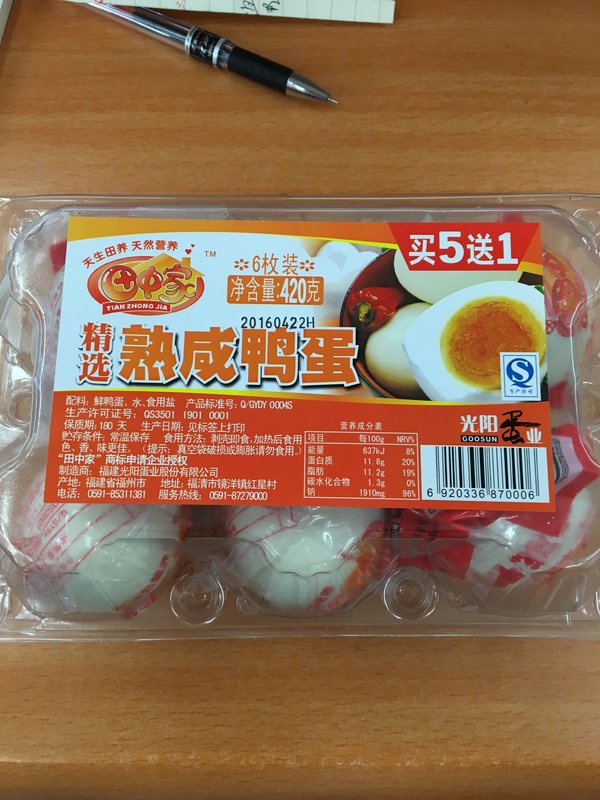 天生田养 天然营养
田中家
TM
TIAN ZHONG JIA
6枚装
净含量:420克
买5送1
20160422H
精选
熟咸鸭蛋
配料: 鲜鸭蛋、水、食用盐 产品标准号: Q/GYDY 0004S
生产许可证号: QS3501 1901 0001
保质期: 180 天 生产日期: 见标签上打印
贮存条件: 常温保存 食用方法: 剥壳即食, 加热后食用
色、香、味更佳。(提示: 真空袋破损或膨胀请勿食用。)
“田中家”商标申请企业授权
制造商: 福建光阳蛋业股份有限公司
产地: 福建省福州市 地址: 福清市镜洋镇红星村
电话: 0591-85311381 服务热线: 0591-87279000
营养成分表
项目 每100g NRV%
能量 637kJ 8%
蛋白质 11.8g 20%
脂肪 11.2g 19%
碳水化合物 1.3g 0%
钠 1910mg 96%
QS
生产许可
光阳蛋业
GOOSUN
6 920336 870006